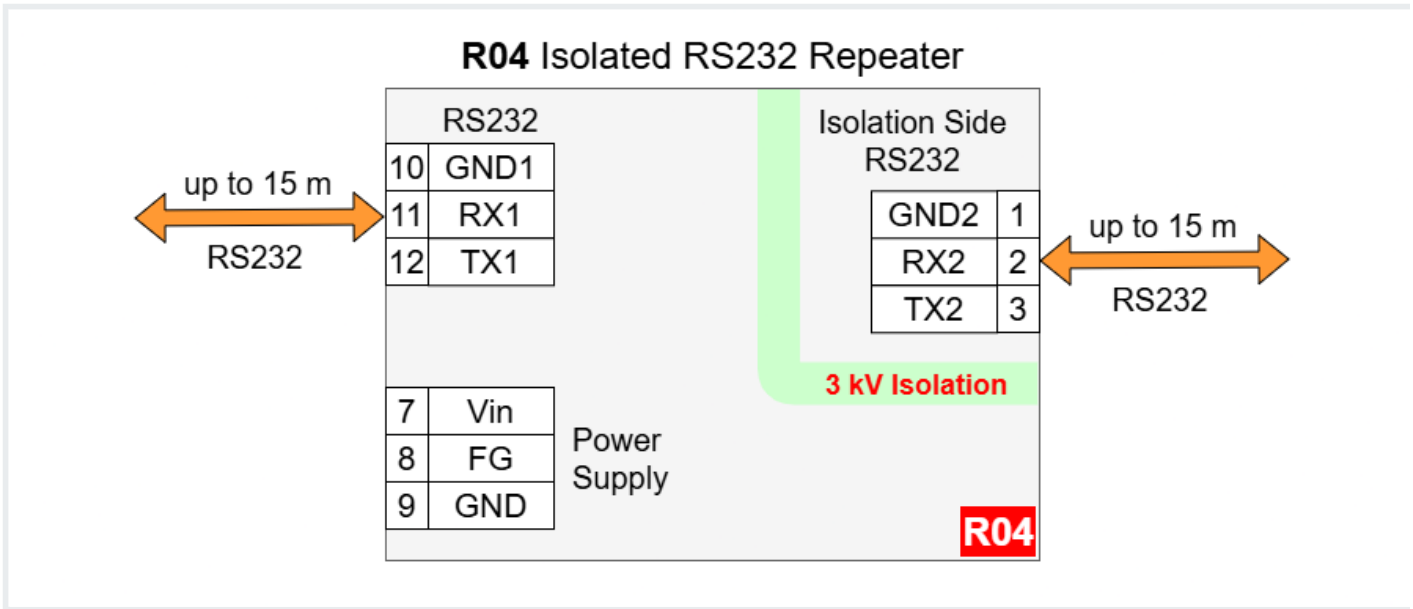 R04 Isolated RS232 Repeater
RS232
10 GND1
11 RX1
12 TX1
up to 15 m
RS232
Isolation Side
RS232
GND2 1
RX2 2
TX2 3
up to 15 m
RS232
3 kV Isolation
7 Vin
8 FG
9 GND
Power
Supply
R04